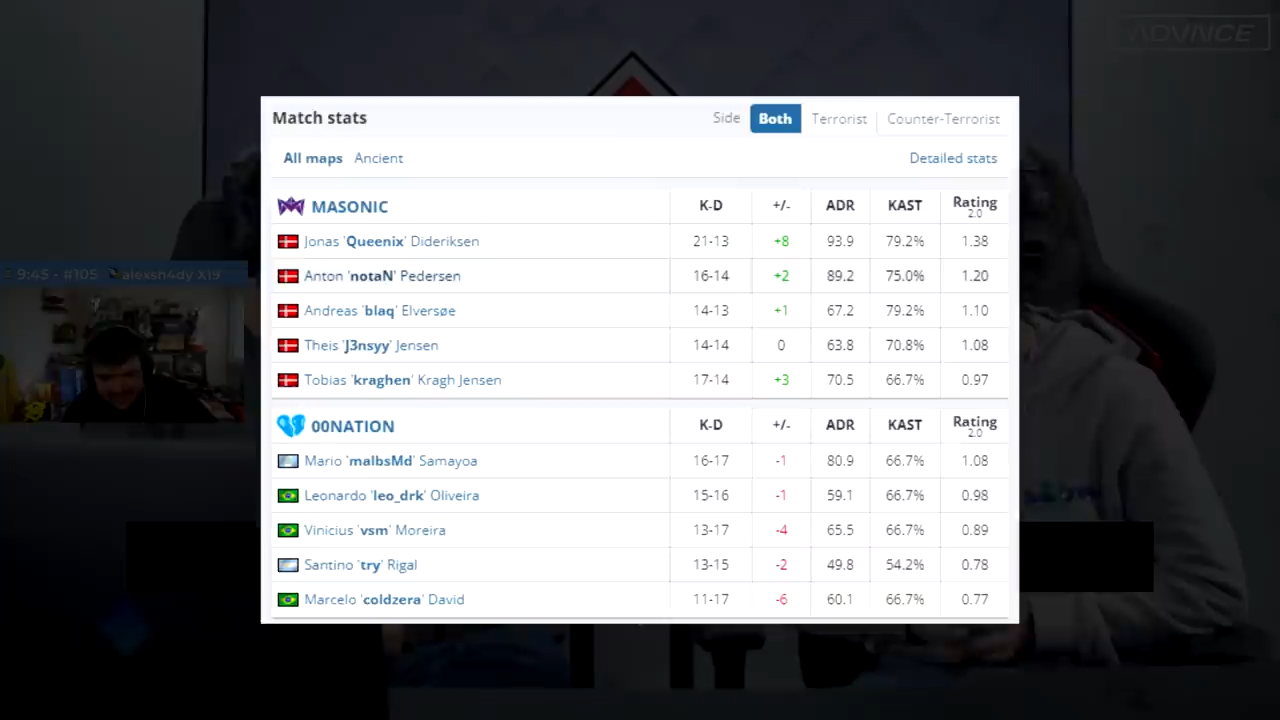 ADVNCE
Match stats Side Both Terrorist Counter-Terrorist
All maps Ancient Detailed stats
MASONIC K-D +/- ADR KAST Rating 2.0
Jonas 'Queenix' Dideriksen 21-13 +8 93.9 79.2% 1.38
Anton 'notaN' Pedersen 16-14 +2 89.2 75.0% 1.20
Andreas 'blaq' Elversøe 14-13 +1 67.2 79.2% 1.10
Theis 'J3nsyy' Jensen 14-14 0 63.8 70.8% 1.08
Tobias 'kraghen' Kragh Jensen 17-14 +3 70.5 66.7% 0.97
00NATION K-D +/- ADR KAST Rating 2.0
Mario 'malbsMd' Samayoa 16-17 -1 80.9 66.7% 1.08
Leonardo 'leo_drk' Oliveira 15-16 -1 59.1 66.7% 0.98
Vinicius 'vsm' Moreira 13-17 -4 65.5 66.7% 0.89
Santino 'try' Rigal 13-15 -2 49.8 54.2% 0.78
Marcelo 'coldzera' David 11-17 -6 60.1 66.7% 0.77
9:45 - #105 alexsh4dy X19